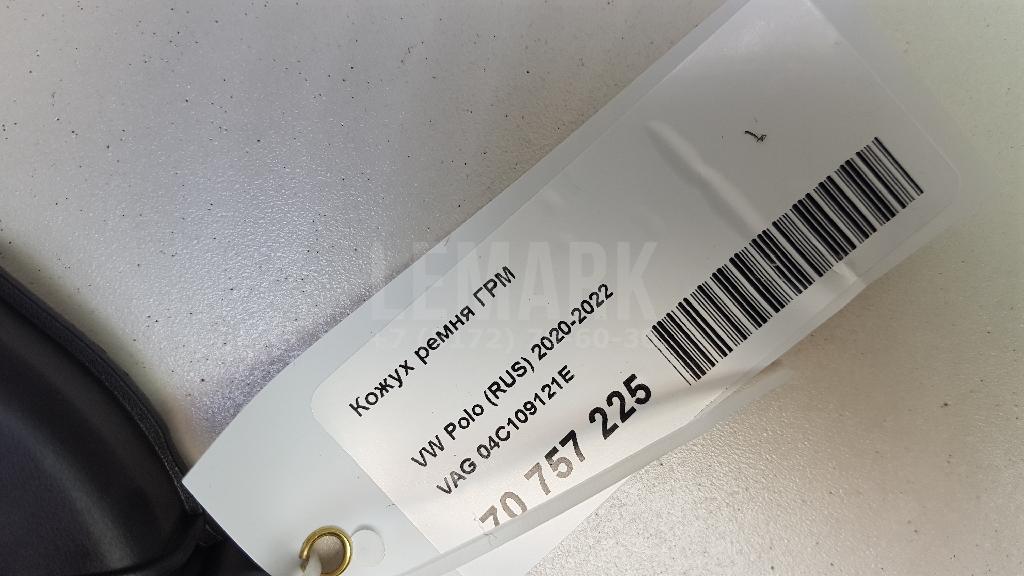 Кожух ремня ГРМ
VW Polo (RUS) 2020-2022
VAG 04C109121E
70 757 225
LEMARK